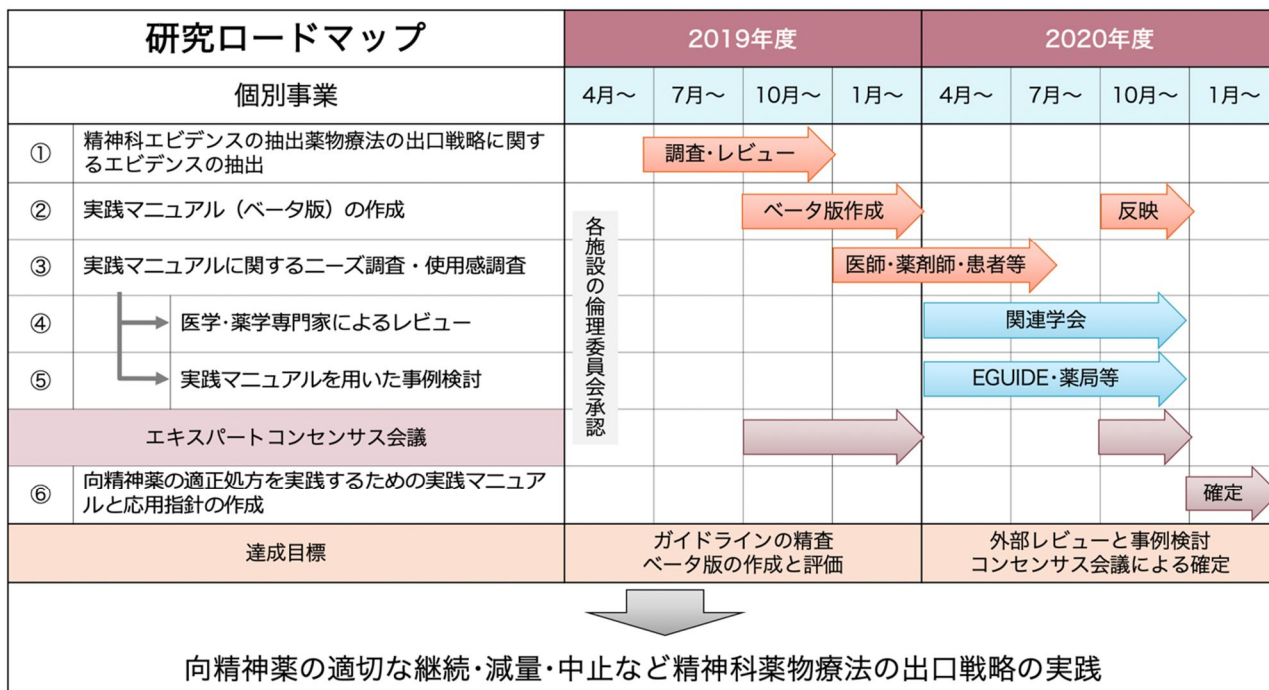 研究ロードマップ
2019年度
2020年度
個別事業
4月～
7月～
10月～
1月～
4月～
7月～
10月～
1月～
①
精神科エビデンスの抽出薬物療法の出口戦略に関す
るエビデンスの抽出
調査・レビュー
②
実践マニュアル（ベータ版）の作成
ベータ版作成
反映
③
実践マニュアルに関するニーズ調査・使用感調査
医師・薬剤師・患者等
④
医学・薬学専門家によるレビュー
関連学会
⑤
実践マニュアルを用いた事例検討
EGUIDE・薬局等
各施設の倫理委員会承認
エキスパートコンセンサス会議
⑥
向精神薬の適正処方を実践するための実践マニュア
ルと応用指針の作成
確定
達成目標
ガイドラインの精査
ベータ版の作成と評価
外部レビューと事例検討
コンセンサス会議による確定
向精神薬の適切な継続・減量・中止など精神科薬物療法の出口戦略の実践